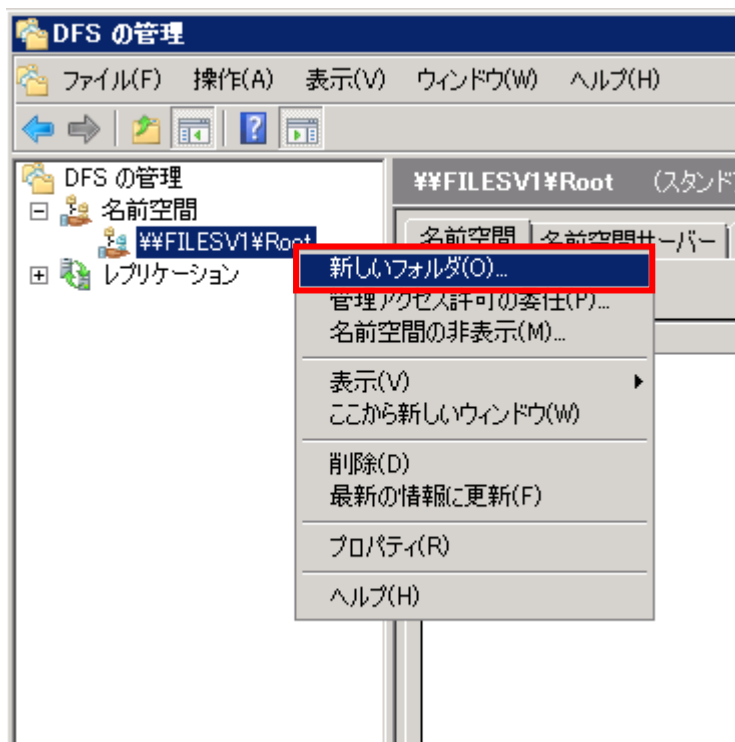 DFS の管理
ファイル(F) 操作(A) 表示(V) ウィンドウ(W) ヘルプ(H)
DFS の管理
名前空間
¥¥FILESV1¥Root
レプリケーション
¥¥FILESV1¥Root (スタンド
名前空間 名前空間サーバー
新しいフォルダ(O)...
管理アクセス許可の委任(P)...
名前空間の非表示(M)...
表示(V)
ここから新しいウィンドウ(W)
削除(D)
最新の情報に更新(F)
プロパティ(R)
ヘルプ(H)